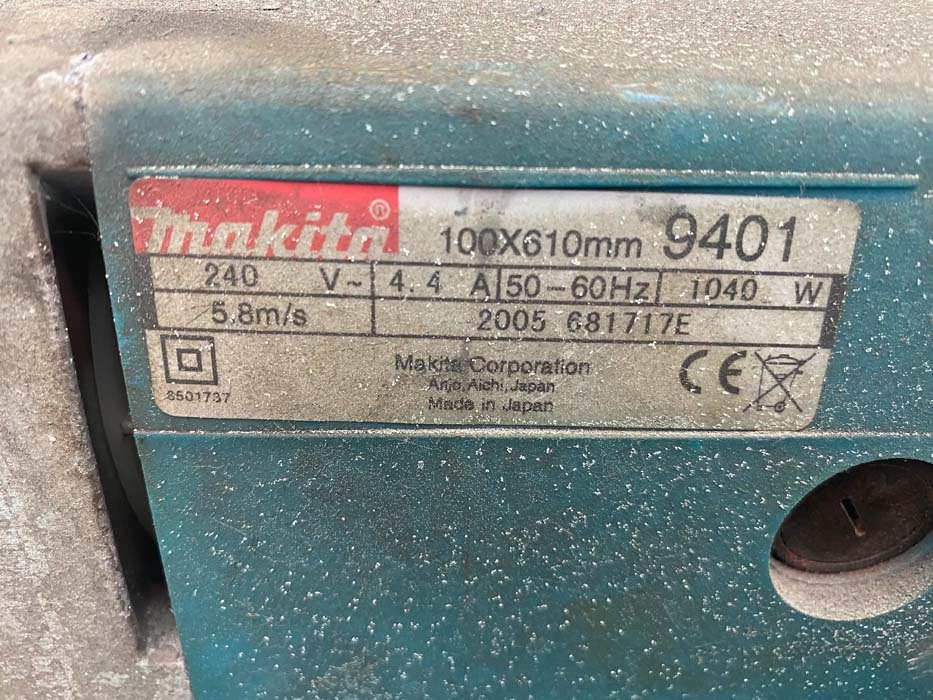 makita®
100X610mm 9401
240 V~ 4.4 A 50-60Hz 1040 W
5.8m/s 2005 681717E
Makita Corporation
Anjo, Aichi, Japan
Made in Japan
8501737
CE